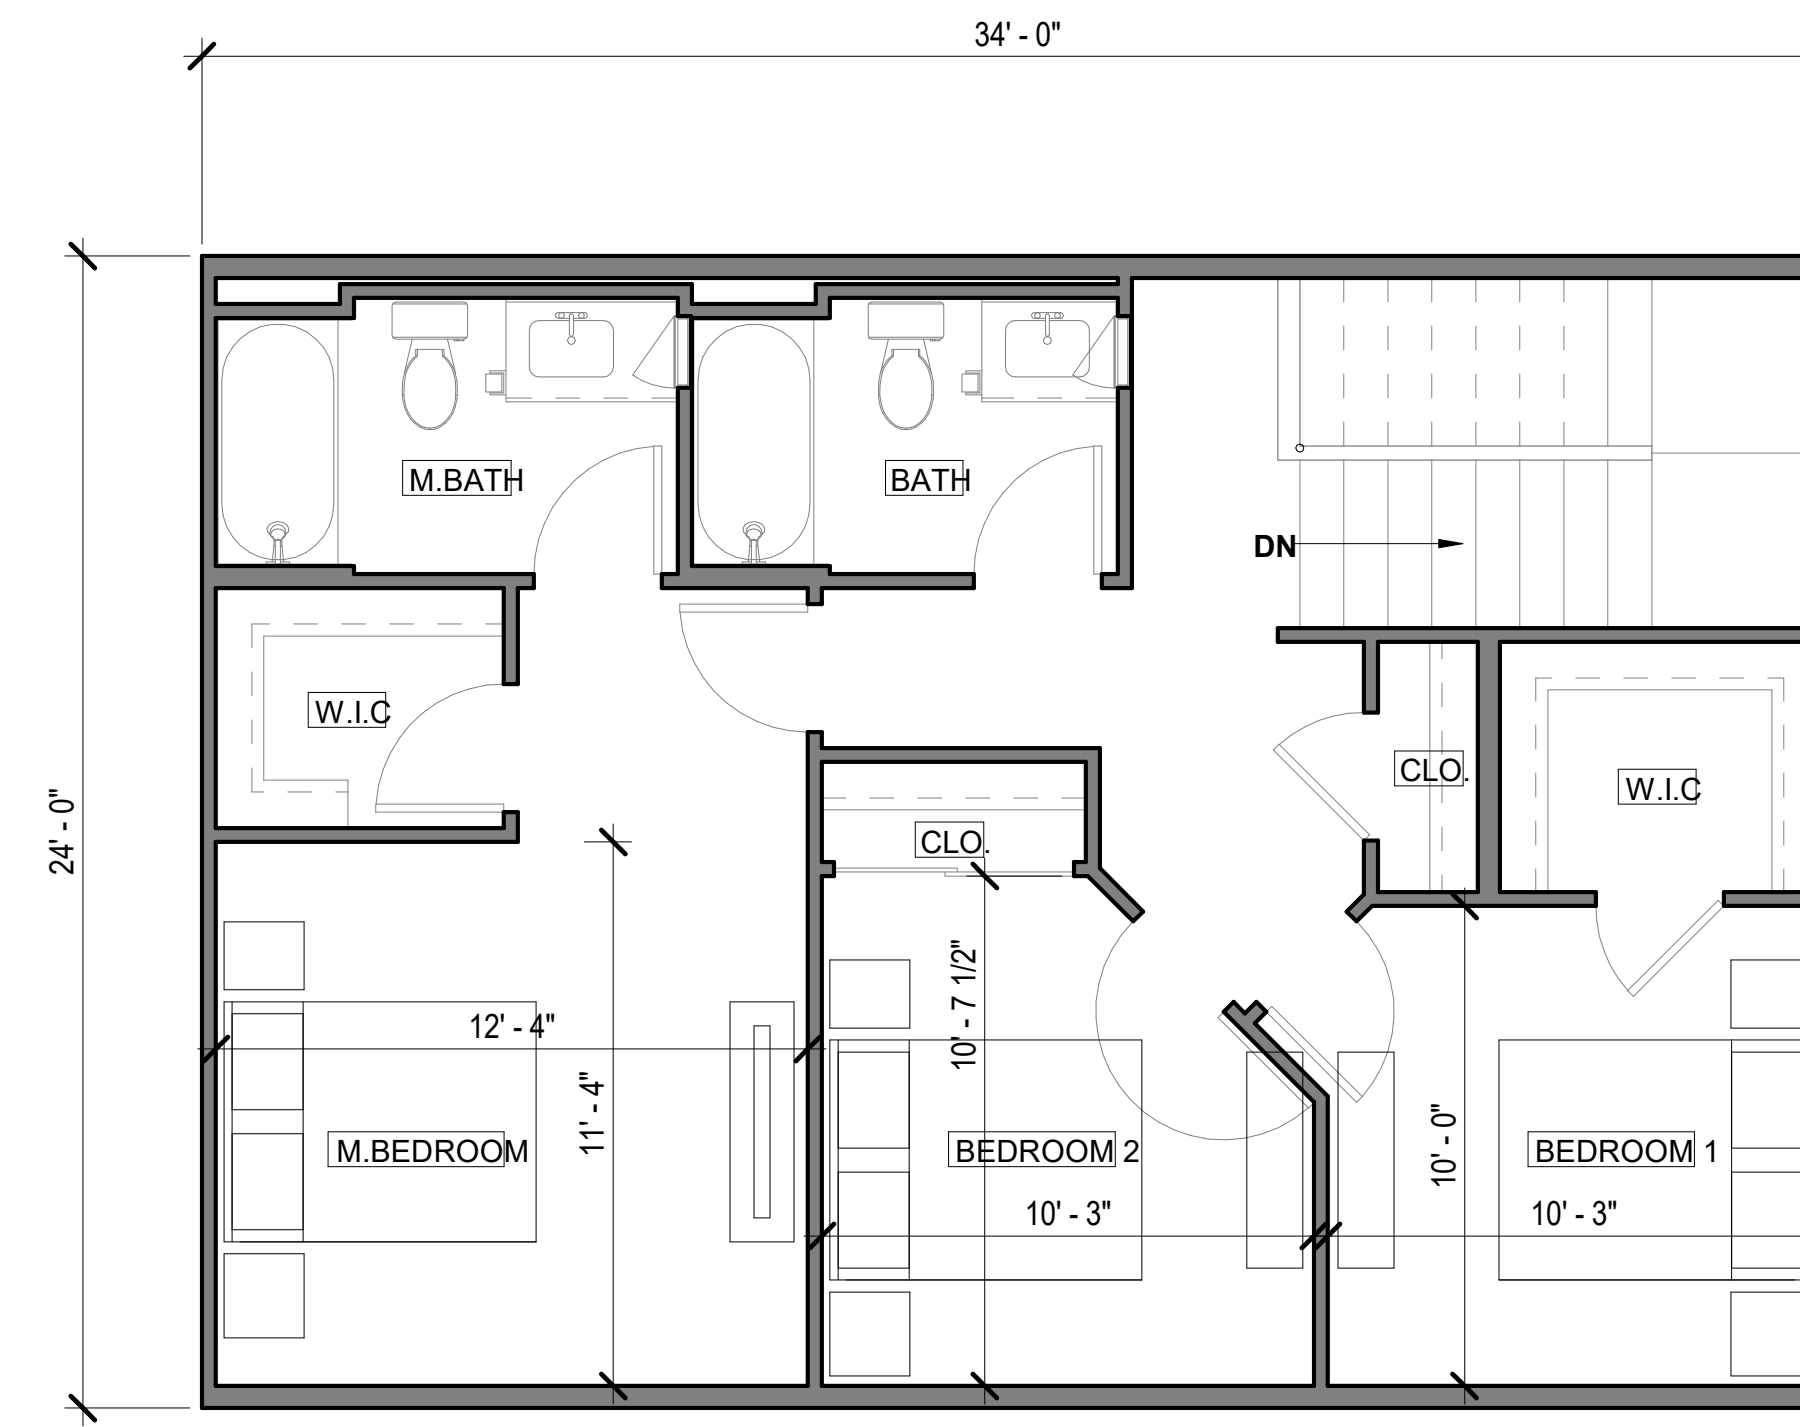 34' - 0"
M.BATH
BATH
DN
W.I.C
CLO.
W.I.C
24' - 0"
CLO.
10' - 7 1/2"
12' - 4"
11' - 4"
10' - 0"
M.BEDROOM
BEDROOM 2
BEDROOM 1
10' - 3"
10' - 3"